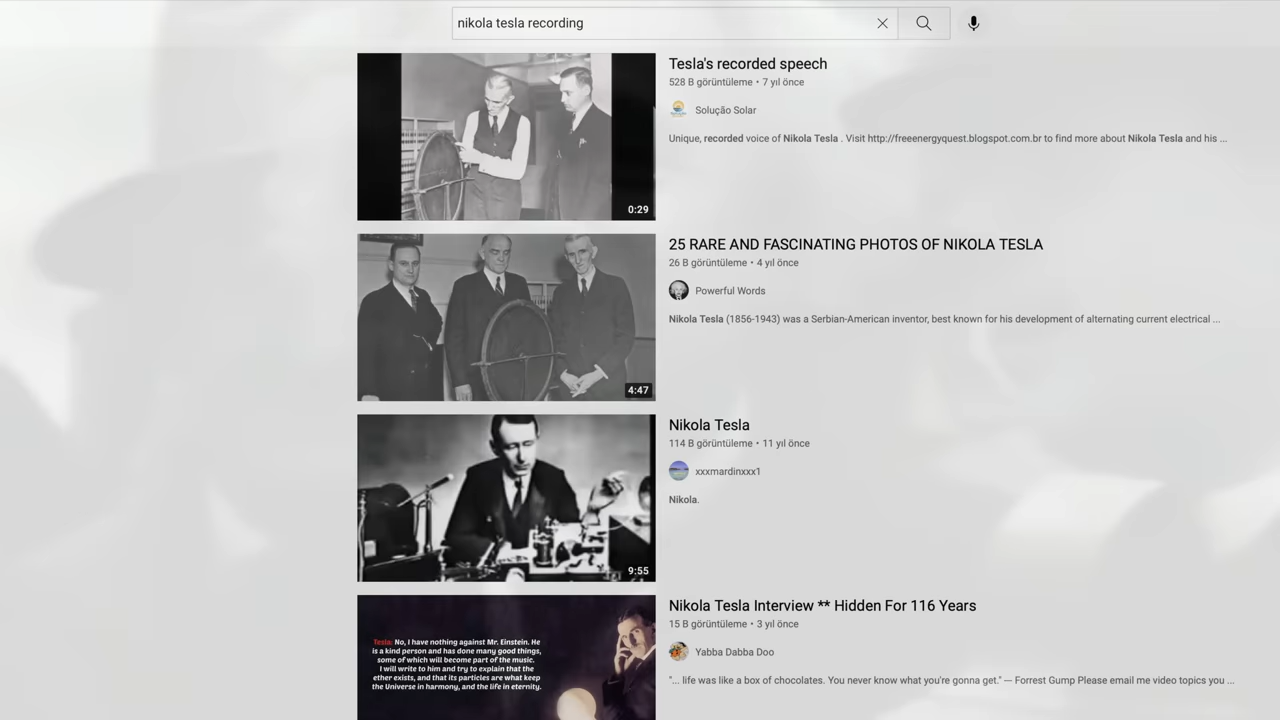 nikola tesla recording
Tesla's recorded speech
528 B görüntüleme • 7 yıl önce
Solução Solar
Unique, recorded voice of Nikola Tesla . Visit http://freeenergyquest.blogspot.com.br to find more about Nikola Tesla and his ...
0:29
25 RARE AND FASCINATING PHOTOS OF NIKOLA TESLA
26 B görüntüleme • 4 yıl önce
Powerful Words
Nikola Tesla (1856-1943) was a Serbian-American inventor, best known for his development of alternating current electrical ...
4:47
Nikola Tesla
114 B görüntüleme • 11 yıl önce
xxxmardinxxx1
Nikola.
9:55
Nikola Tesla Interview ** Hidden For 116 Years
15 B görüntüleme • 3 yıl önce
Yabba Dabba Doo
"... life was like a box of chocolates. You never know what you're gonna get." --- Forrest Gump Please email me video topics you ...
Tesla: No, I have nothing against Mr. Einstein. He
is a kind person and has done many good things,
some of which will become part of the music.
I will write to him and try to explain that the
ether exists, and that its particles are what keep
the Universe in harmony, and the life in eternity.